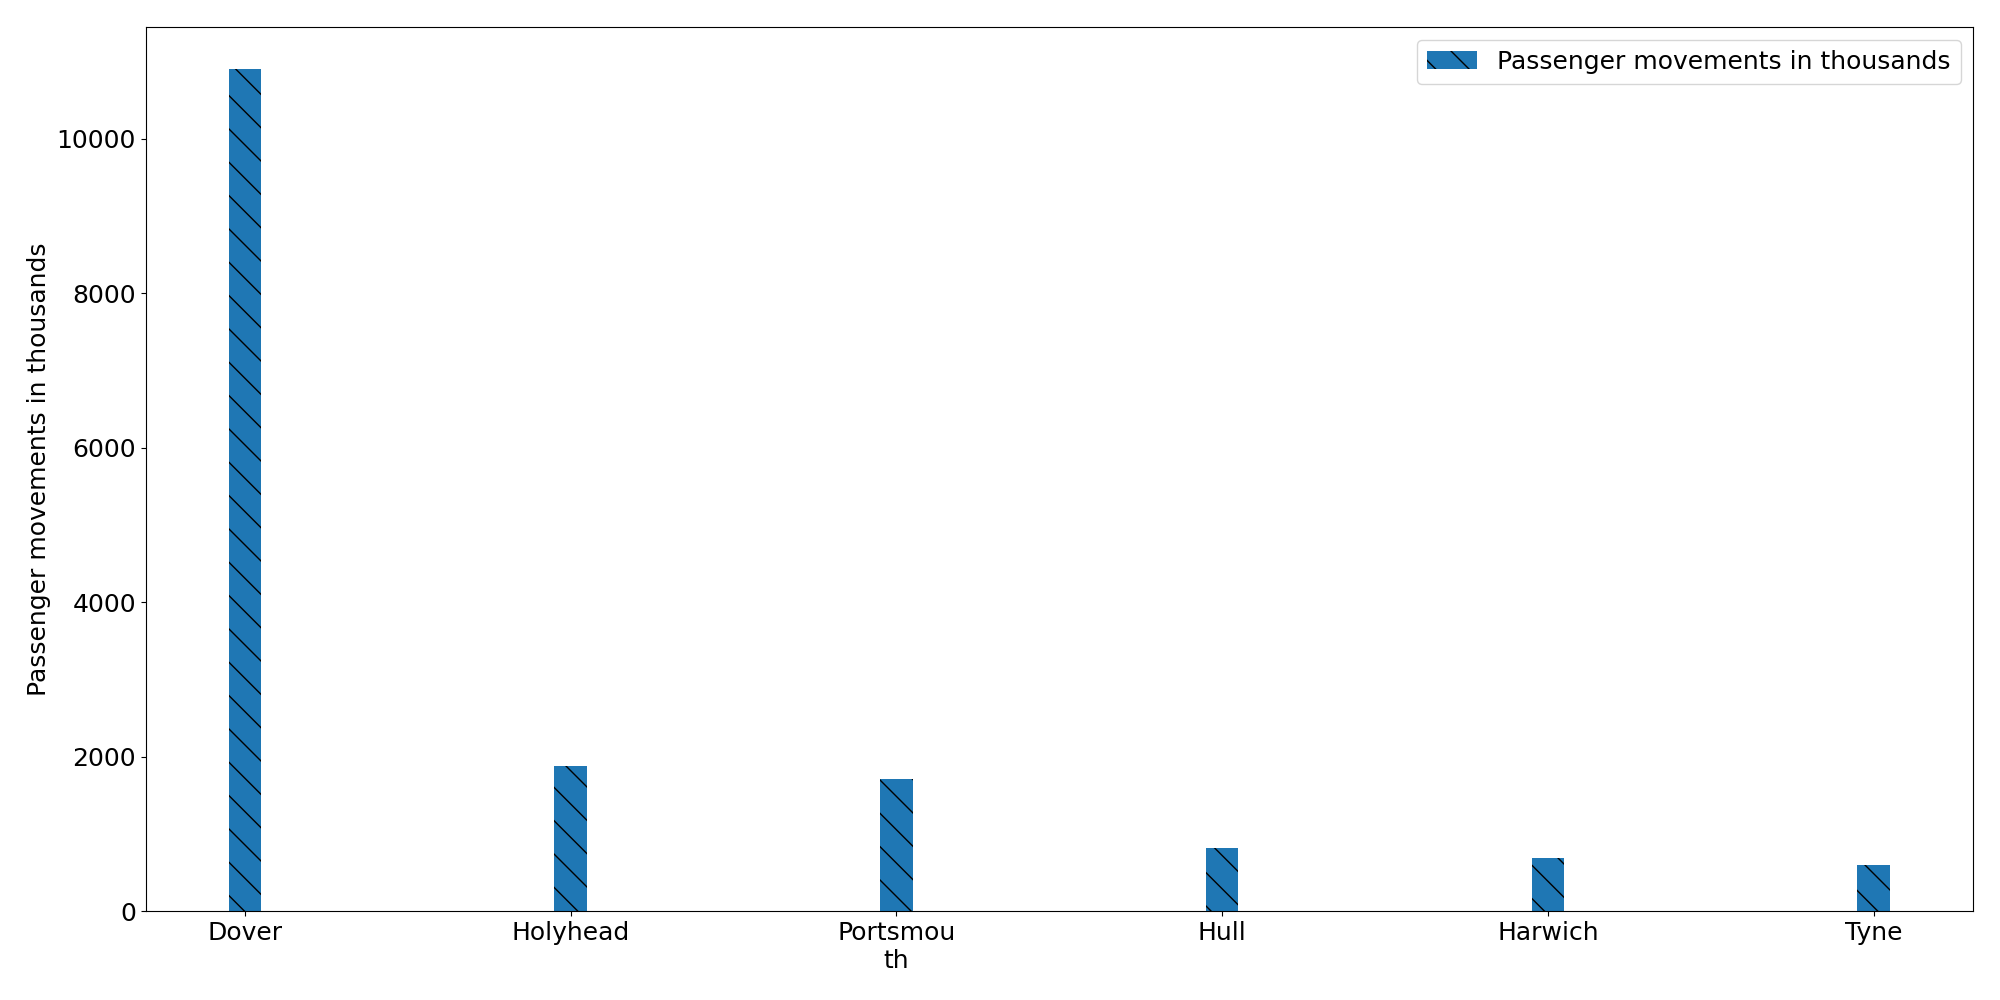 Passenger movements in thousands
10000
8000
6000
4000
2000
0
Passenger movements in thousands
Dover
Holyhead
Portsmou
th
Hull
Harwich
Tyne